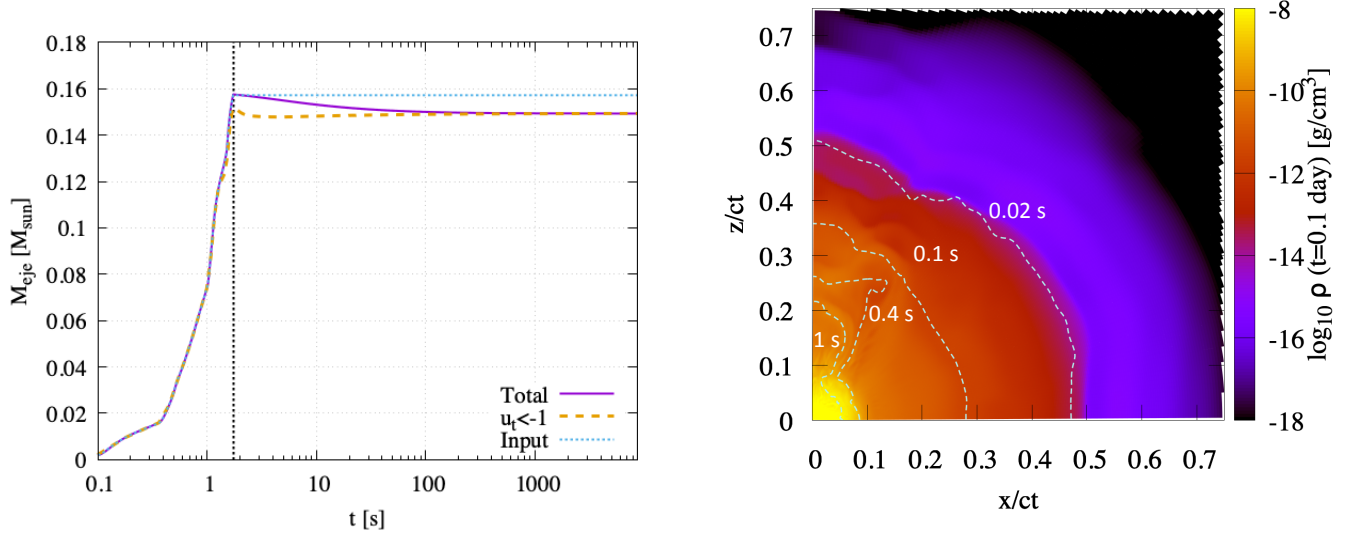 0.18
0.16
0.14
0.12
0.1
0.08
0.06
0.04
0.02
0
M_eje [M_sun]
0.1 1 10 100 1000
t [s]
Total
u_t<-1
Input
0.7
0.6
0.5
0.4
0.3
0.2
0.1
0
z/ct
0 0.1 0.2 0.3 0.4 0.5 0.6 0.7
x/ct
0.02 s
0.1 s
0.4 s
1 s
-8
-10
-12
-14
-16
-18
log₁₀ ρ (t=0.1 day) [g/cm³]